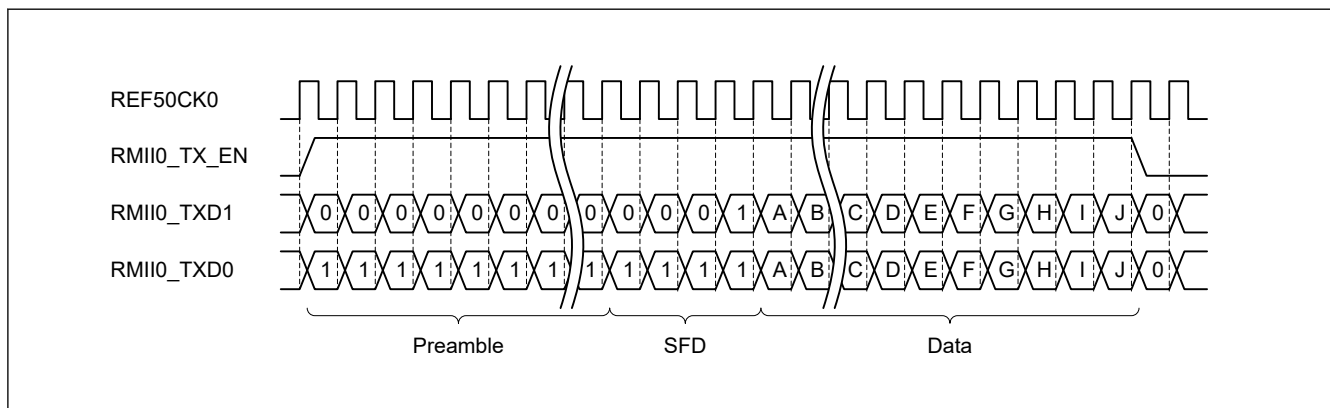 REF50CK0
RMII0_TX_EN
RMII0_TXD1 0 0 0 0 0 0 0 0 0 0 0 1 A B C D E F G H I J 0
RMII0_TXD0 1 1 1 1 1 1 1 1 1 1 1 1 A B C D E F G H I J 0
Preamble SFD Data